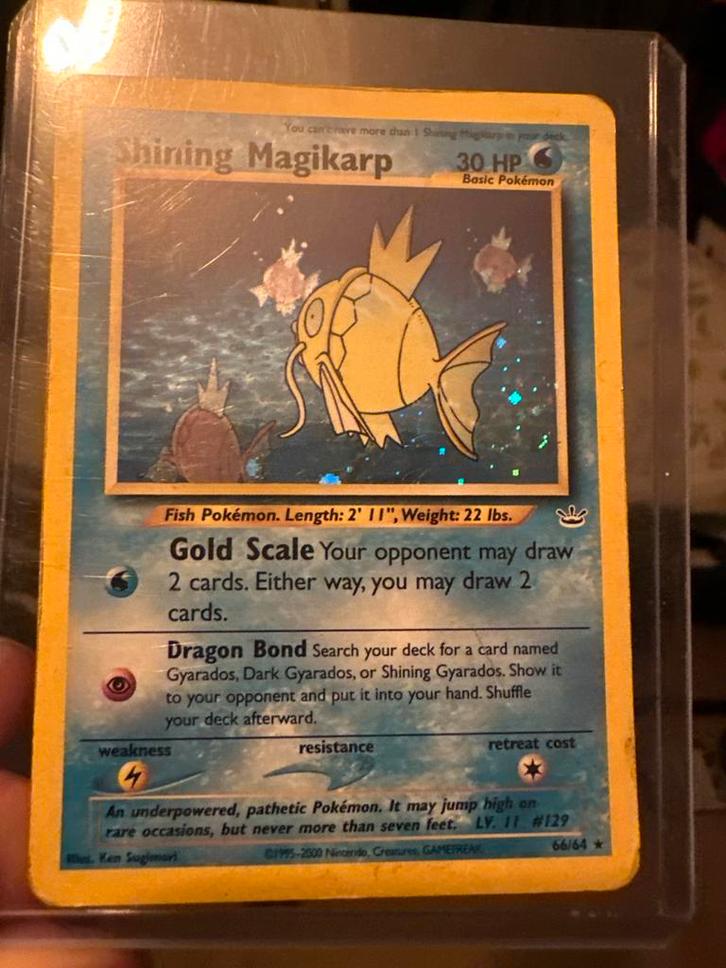 You can't have more than 1 Shining Magikarp in your deck.
Shining Magikarp 30 HP
Basic Pokémon
Fish Pokémon. Length: 2' 11", Weight: 22 lbs.
Gold Scale Your opponent may draw
2 cards. Either way, you may draw 2
cards.
Dragon Bond Search your deck for a card named
Gyarados, Dark Gyarados, or Shining Gyarados. Show it
to your opponent and put it into your hand. Shuffle
your deck afterward.
weakness resistance retreat cost
An underpowered, pathetic Pokémon. It may jump high on
rare occasions, but never more than seven feet. LV. 11 #129
Illus. Ken Sugimori ©1995-2000 Nintendo, Creatures, GAMEFREAK. 66/64 ★